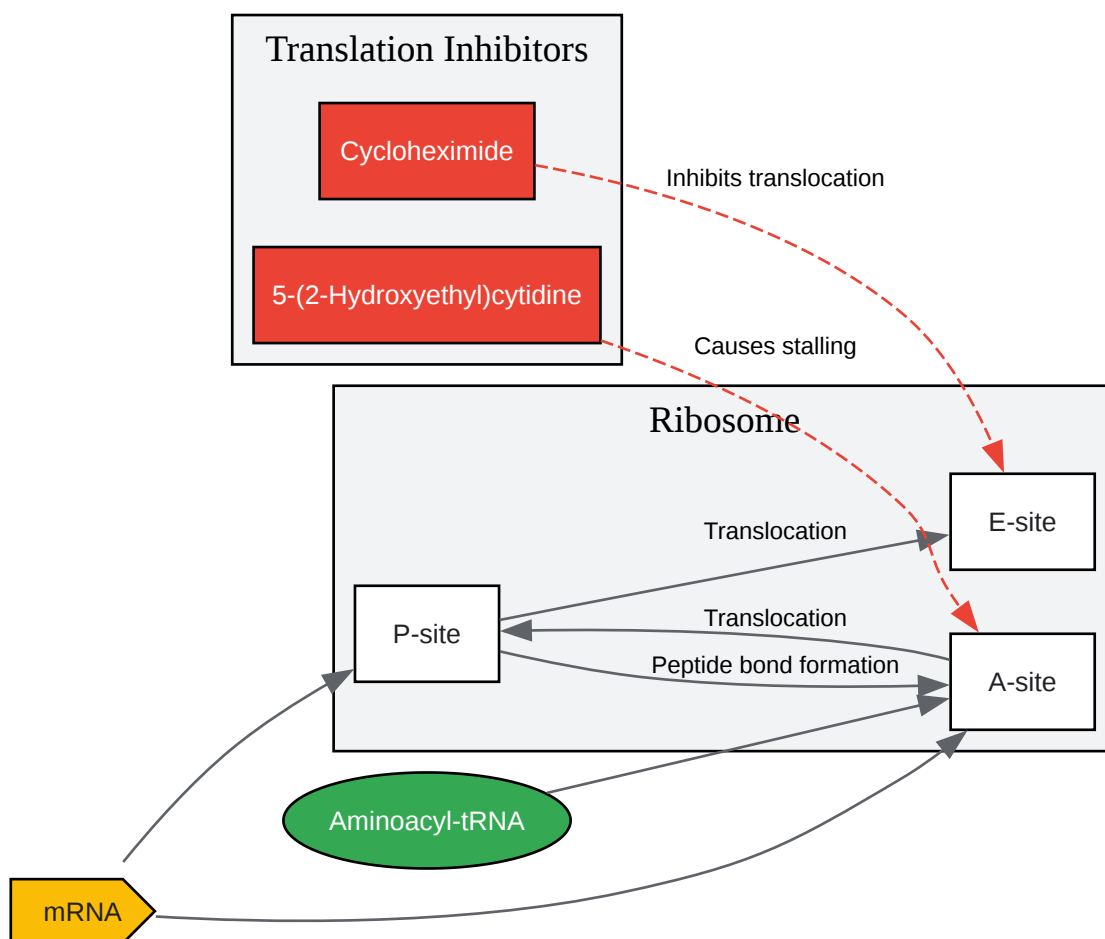 Translation Inhibitors
Cycloheximide
Inhibits translocation
5-(2-Hydroxyethyl)cytidine
Causes stalling
Ribosome
E-site
Translocation
P-site
Translocation
Peptide bond formation
A-site
Aminoacyl-tRNA
mRNA